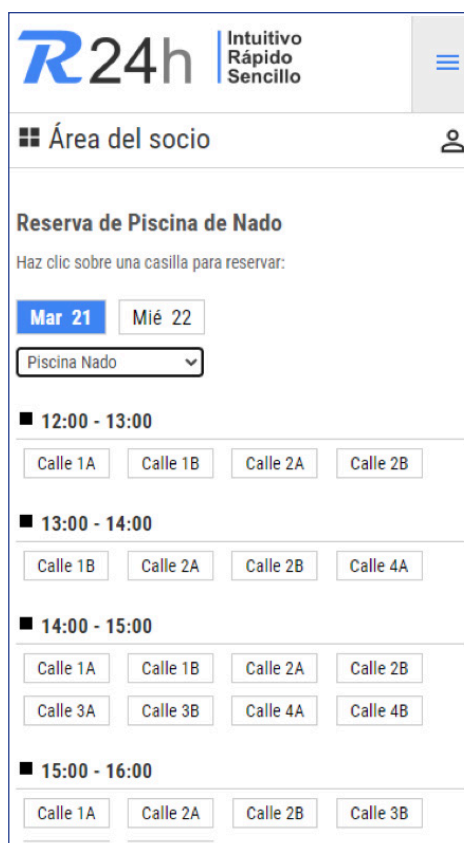 R24h
Intuitivo
Rápido
Sencillo
Área del socio
Reserva de Piscina de Nado
Haz clic sobre una casilla para reservar:
Mar 21 Mié 22
Piscina Nado
12:00 - 13:00
Calle 1A Calle 1B Calle 2A Calle 2B
13:00 - 14:00
Calle 1B Calle 2A Calle 2B Calle 4A
14:00 - 15:00
Calle 1A Calle 1B Calle 2A Calle 2B
Calle 3A Calle 3B Calle 4A Calle 4B
15:00 - 16:00
Calle 1A Calle 2A Calle 2B Calle 3B